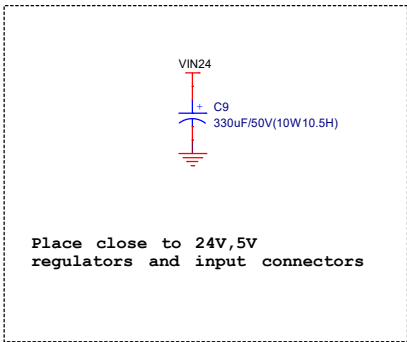 VIN24
+ C9
330uF/50V(10W10.5H)
Place close to 24V,5V
regulators and input connectors